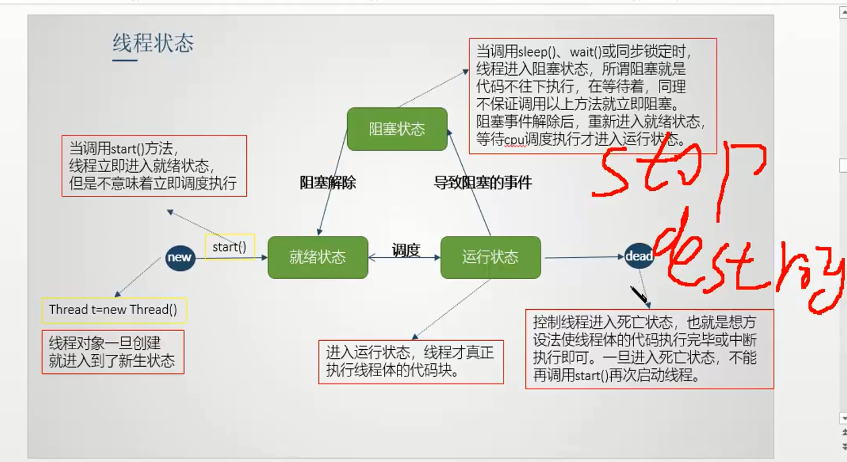 线程状态
当调用sleep()、wait()或同步锁定时，
线程进入阻塞状态，所谓阻塞就是
代码不往下执行，在等待着，同理
不保证调用以上方法就立即阻塞。
阻塞事件解除后，重新进入就绪状态，
等待cpu调度执行才进入运行状态。
阻塞状态
当调用start()方法，
线程立即进入就绪状态，
但是不意味着立即调度执行
阻塞解除
导致阻塞的事件
stop
new
start()
就绪状态
调度
运行状态
dead
destroy
Thread t=new Thread()
线程对象一旦创建
就进入到了新生状态
进入运行状态，线程才真正
执行线程体的代码块。
控制线程进入死亡状态，也就是想方
设法使线程体的代码执行完毕或中断
执行即可。一旦进入死亡状态，不能
再调用start()再次启动线程。